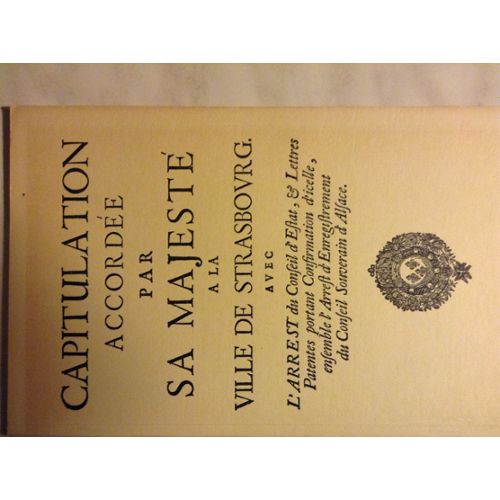 CAPITULATION
ACCORDÉE
PAR
SA MAJESTÉ
A LA
VILLE DE STRASBOVRG.
AVEC
L'ARREST du Conſeil d'Eſtat, & Lettres
Patentes portant Confirmation d'icelle,
enſemble l'Arreſt d'Enregiſtrement
du Conſeil Souverain d'Alſace.